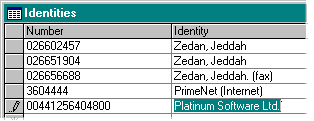 Identities
Number Identity
026602457 Zedan, Jeddah
026651904 Zedan, Jeddah
026656688 Zedan, Jeddah. (fax)
3604444 PrimeNet (Internet)
00441256404800 Platinum Software Ltd.